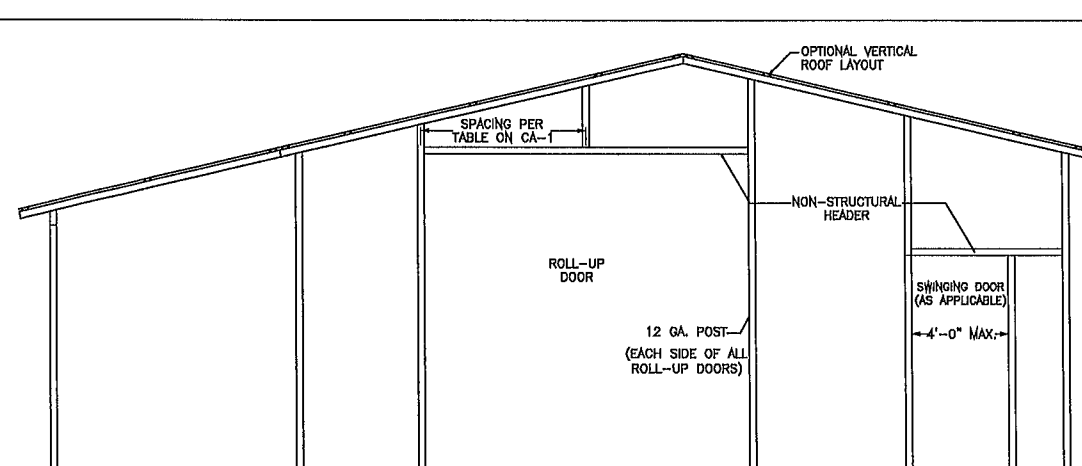 OPTIONAL VERTICAL
ROOF LAYOUT
SPACING PER
TABLE ON CA-1
NON-STRUCTURAL
HEADER
ROLL-UP
DOOR
SWINGING DOOR
(AS APPLICABLE)
12 GA. POST
(EACH SIDE OF ALL
ROLL-UP DOORS)
4'-0" MAX.